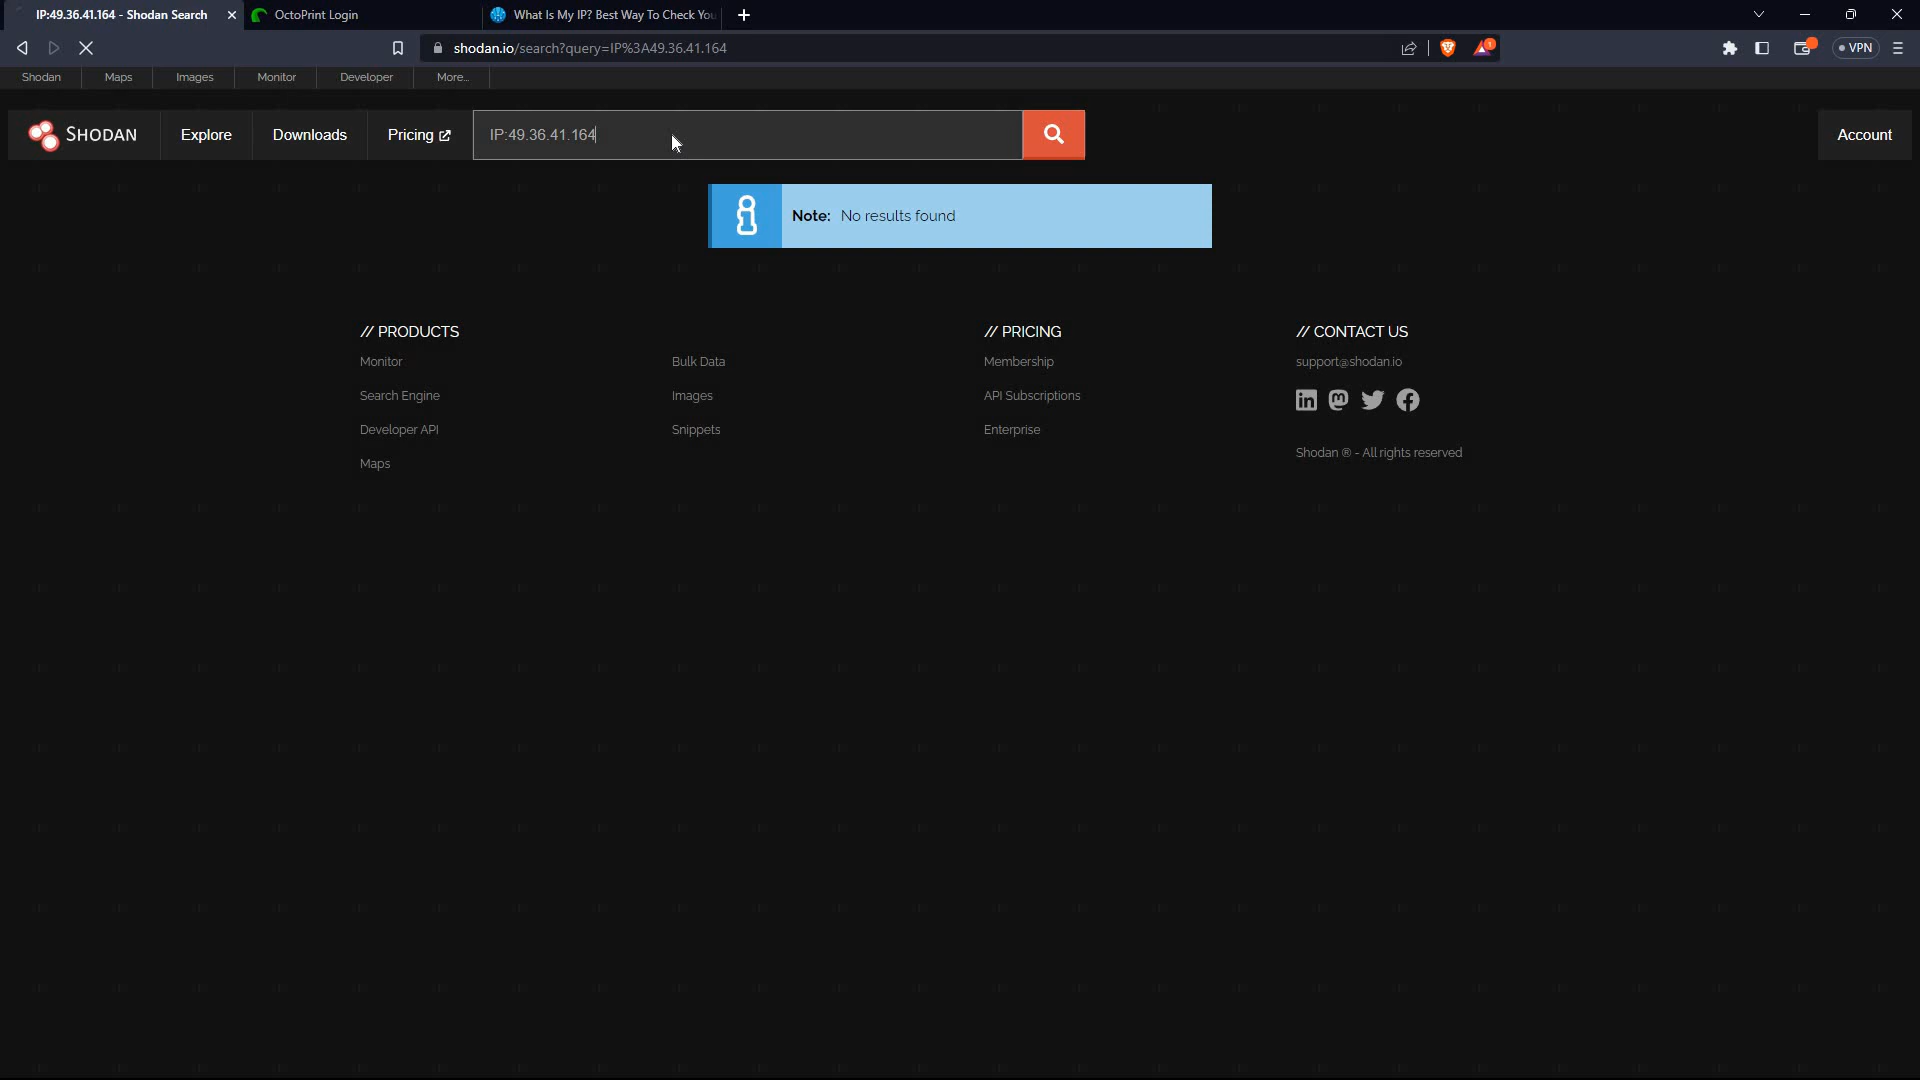 IP:49.36.41.164 - Shodan Search
OctoPrint Login
What Is My IP? Best Way To Check You
shodan.io/search?query=IP%3A49.36.41.164
1
VPN
Shodan
Maps
Images
Monitor
Developer
More...
SHODAN
Explore
Downloads
Pricing
IP:49.36.41.164
Account
Note: No results found
// PRODUCTS
Monitor
Search Engine
Developer API
Maps
Bulk Data
Images
Snippets
// PRICING
Membership
API Subscriptions
Enterprise
// CONTACT US
support@shodan.io
Shodan ® - All rights reserved